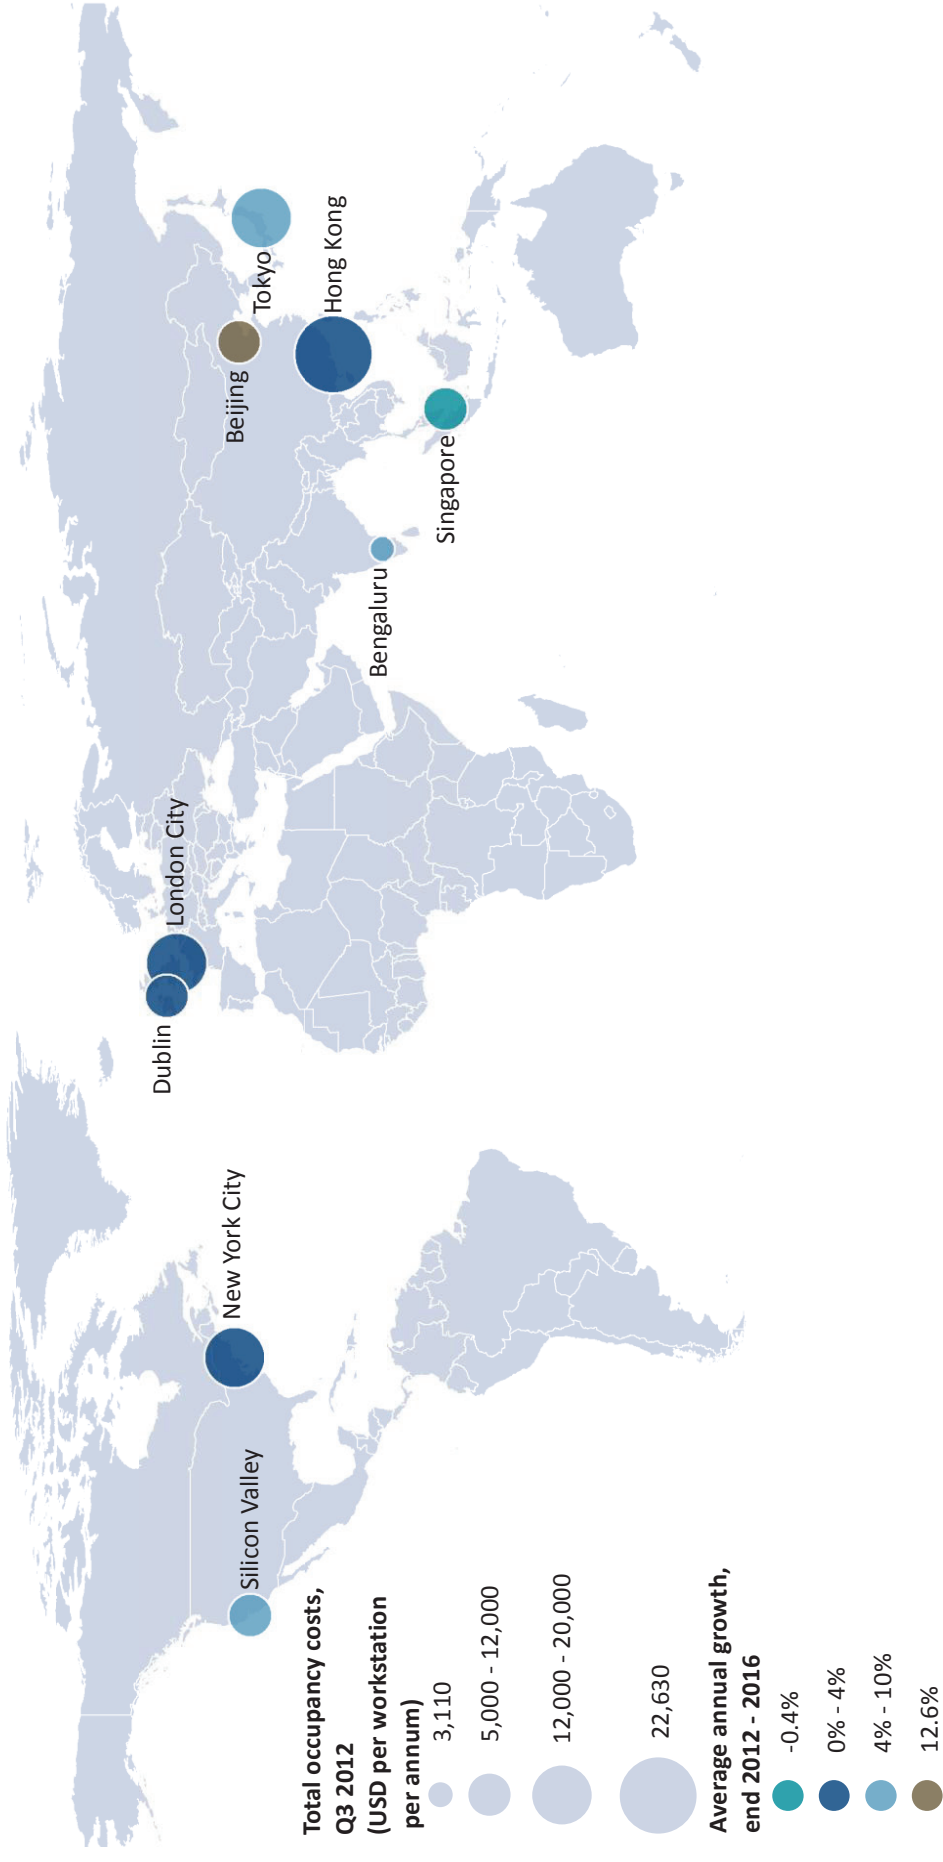 Silicon Valley
New York City
Dublin
London City
Bengaluru
Beijing
Tokyo
Hong Kong
Singapore
Total occupancy costs,
Q3 2012
(USD per workstation
per annum)
3,110
5,000 - 12,000
12,000 - 20,000
22,630
Average annual growth,
end 2012 - 2016
-0.4%
0% - 4%
4% - 10%
12.6%